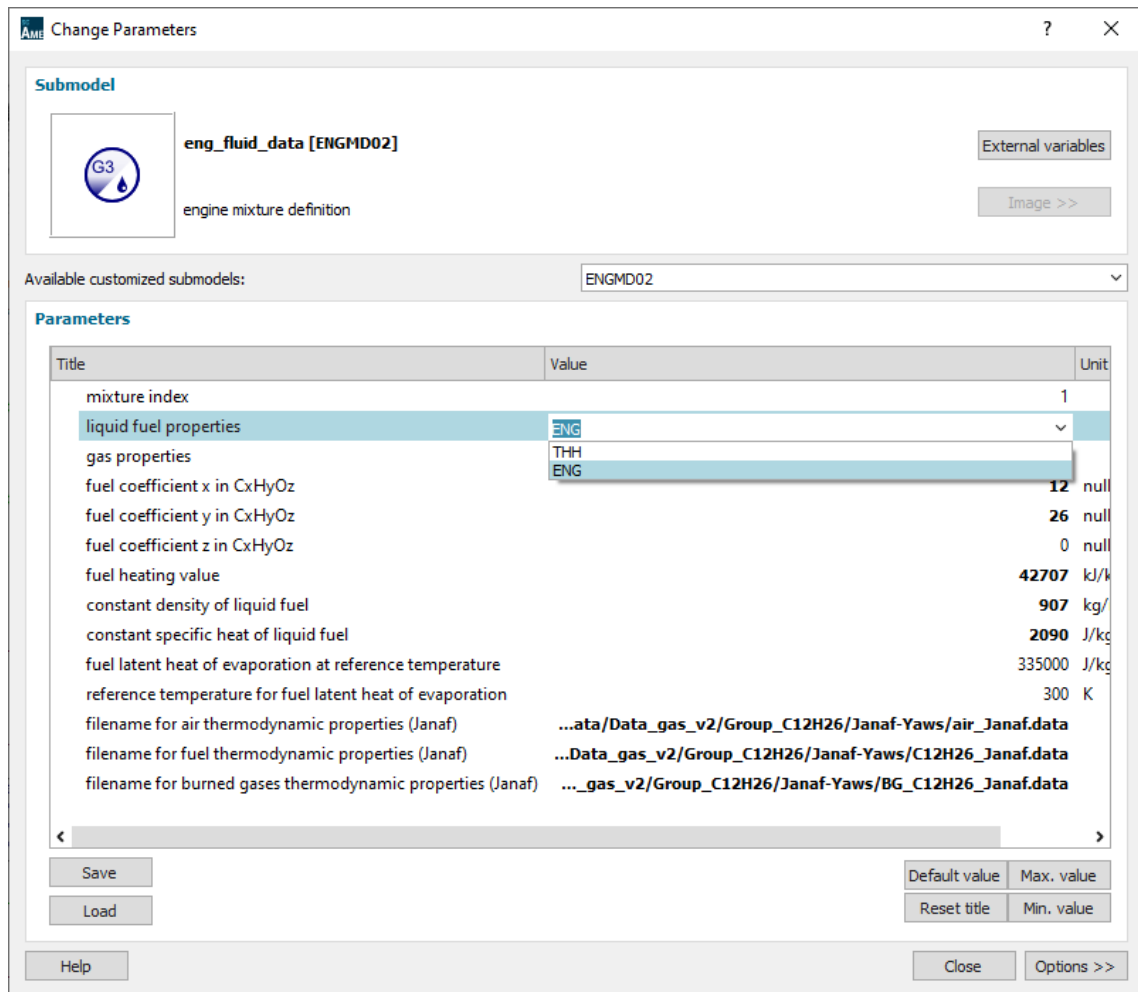 AME Change Parameters ?
Submodel
G3
eng_fluid_data [ENGMD02]
External variables
engine mixture definition
Image >>
Available customized submodels: ENGMD02
Parameters
Title Value Unit
mixture index 1
liquid fuel properties ENG
gas properties THH
ENG
fuel coefficient x in CxHyOz 12 null
fuel coefficient y in CxHyOz 26 null
fuel coefficient z in CxHyOz 0 null
fuel heating value 42707 kJ/k
constant density of liquid fuel 907 kg/
constant specific heat of liquid fuel 2090 J/kg
fuel latent heat of evaporation at reference temperature 335000 J/kg
reference temperature for fuel latent heat of evaporation 300 K
filename for air thermodynamic properties (Janaf) ...ata/Data_gas_v2/Group_C12H26/Janaf-Yaws/air_Janaf.data
filename for fuel thermodynamic properties (Janaf) ...Data_gas_v2/Group_C12H26/Janaf-Yaws/C12H26_Janaf.data
filename for burned gases thermodynamic properties (Janaf) ..._gas_v2/Group_C12H26/Janaf-Yaws/BG_C12H26_Janaf.data
Save Default value Max. value
Load Reset title Min. value
Help Close Options >>